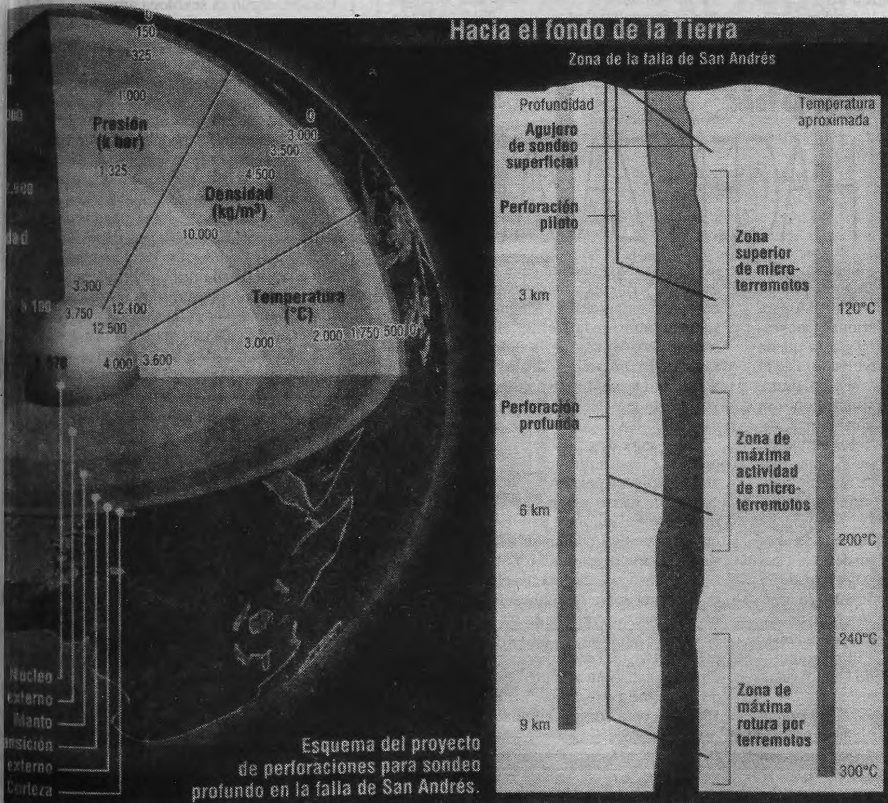 Hacia el fondo de la Tierra
Zona de la falla de San Andrés
0
150
325
1.000
Presión
(k bar)
1.325
3.300
3.750
0
3.000
3.500
4.500
Densidad
(kg/m³)
10.000
12.100
12.500
Temperatura
(°C)
3.000
2.000
1.750
500
0
4.000
3.600
Núcleo
externo
Manto
externo
Corteza
Esquema del proyecto
de perforaciones para sondeo
profundo en la falla de San Andrés.
Profundidad
Agujero
de sondeo
superficial
Perforación
piloto
3 km
Perforación
profunda
6 km
9 km
Zona
superior
de micro-
terremotos
Zona de
máxima
actividad
de micro-
terremotos
Zona de
máxima
rotura por
terremotos
Temperatura
aproximada
120°C
200°C
240°C
300°C